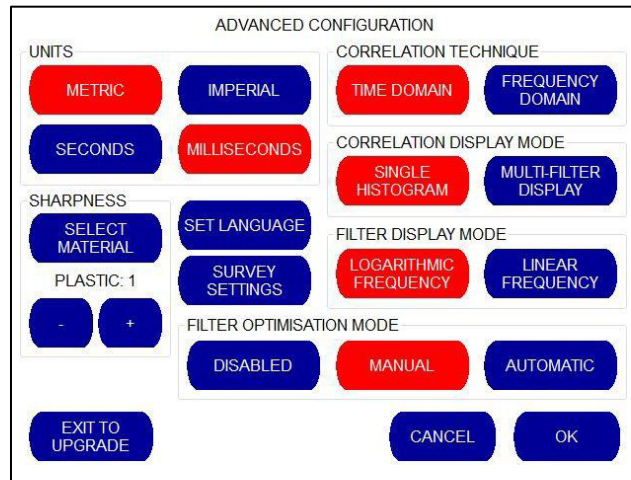 ADVANCED CONFIGURATION
UNITS
METRIC
IMPERIAL
SECONDS
MILLISECONDS
CORRELATION TECHNIQUE
TIME DOMAIN
FREQUENCY
DOMAIN
CORRELATION DISPLAY MODE
SINGLE
HISTOGRAM
MULTI-FILTER
DISPLAY
SHARPNESS
SELECT
MATERIAL
PLASTIC: 1
-
+
SET LANGUAGE
SURVEY
SETTINGS
FILTER DISPLAY MODE
LOGARITHMIC
FREQUENCY
LINEAR
FREQUENCY
FILTER OPTIMISATION MODE
DISABLED
MANUAL
AUTOMATIC
EXIT TO
UPGRADE
CANCEL
OK